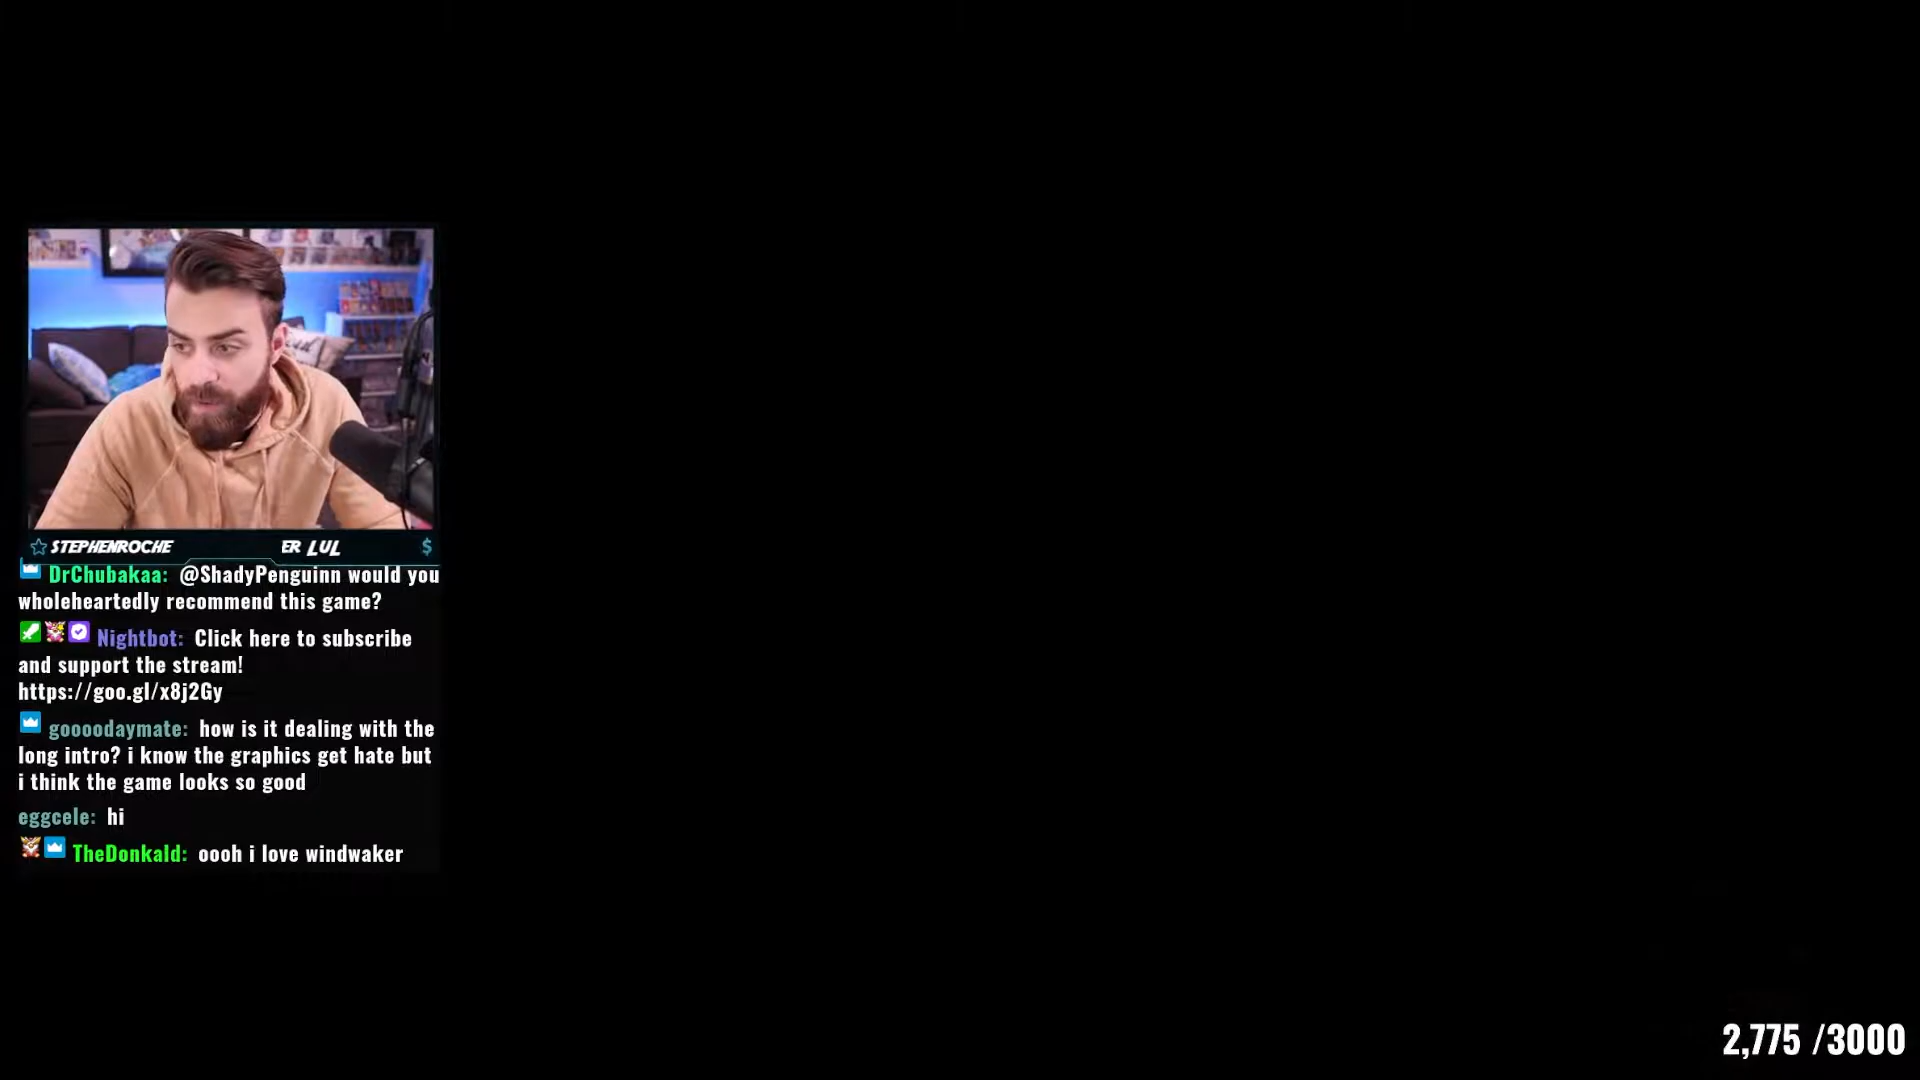 STEPHENROCHE ER LUL $
DrChubakaa: @ShadyPenguinn would you
wholeheartedly recommend this game?
Nightbot: Click here to subscribe
and support the stream!
https://goo.gl/x8j2Gy
goooodaymate: how is it dealing with the
long intro? i know the graphics get hate but
i think the game looks so good
eggcele: hi
TheDonkald: oooh i love windwaker
2,775 /3000